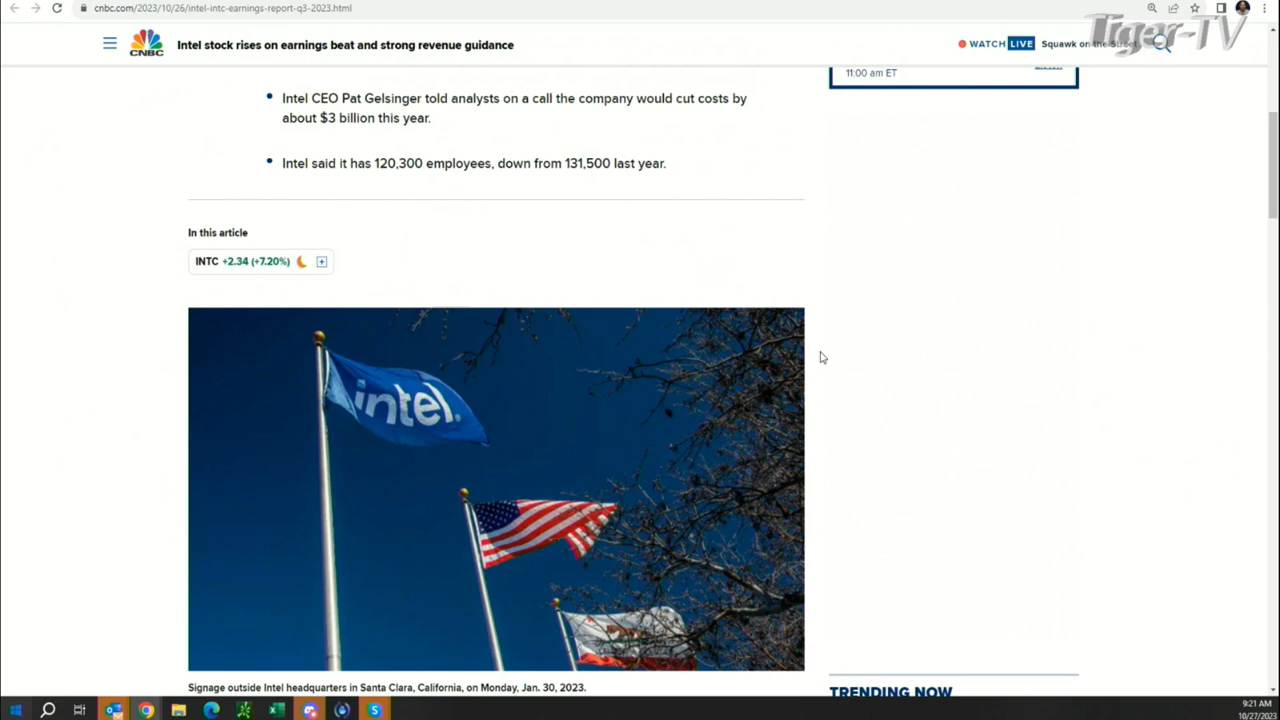 cnbc.com/2023/10/26/intel-intc-earnings-report-q3-2023.html
Tiger-TV
CNBC
Intel stock rises on earnings beat and strong revenue guidance
WATCH LIVE
Squawk on the Street
11:00 am ET
Intel CEO Pat Gelsinger told analysts on a call the company would cut costs by
about $3 billion this year.
Intel said it has 120,300 employees, down from 131,500 last year.
In this article
INTC +2.34 (+7.20%)
intel.
Signage outside Intel headquarters in Santa Clara, California, on Monday, Jan. 30, 2023.
TRENDING NOW
9:21 AM
10/27/2023